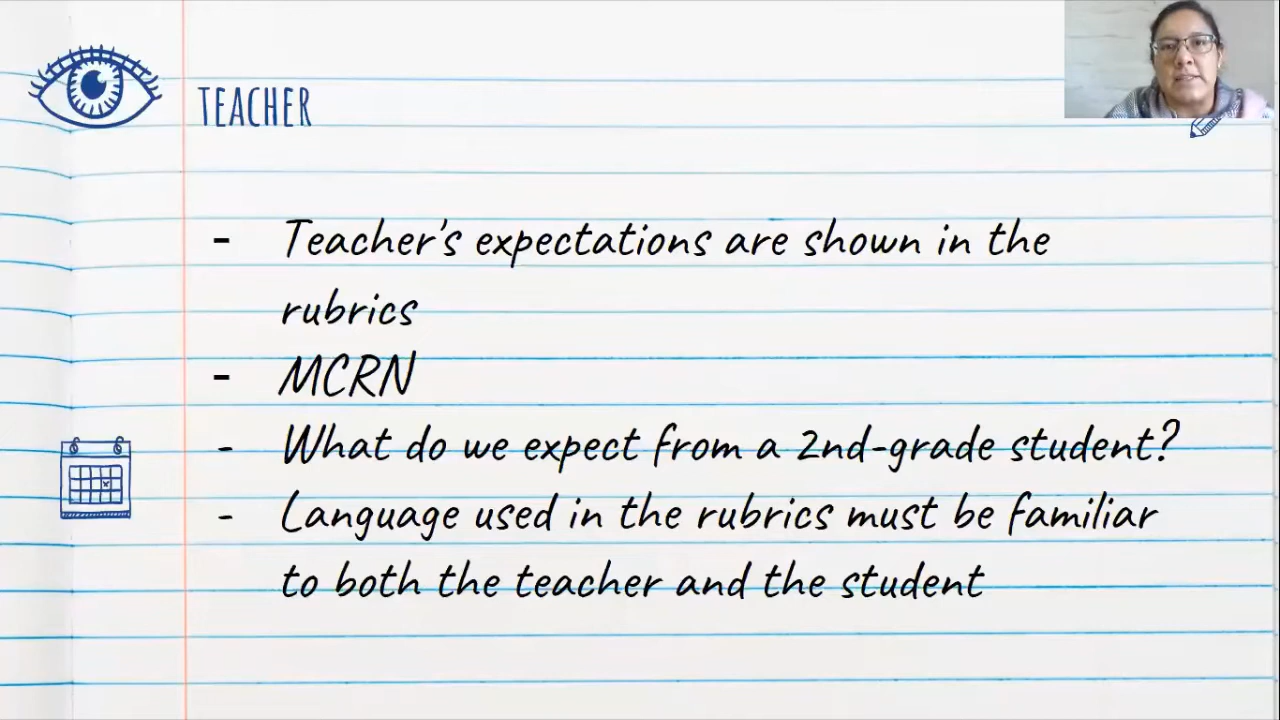 TEACHER
- Teacher's expectations are shown in the
rubrics
- MCRN
- What do we expect from a 2nd-grade student?
- Language used in the rubrics must be familiar
to both the teacher and the student